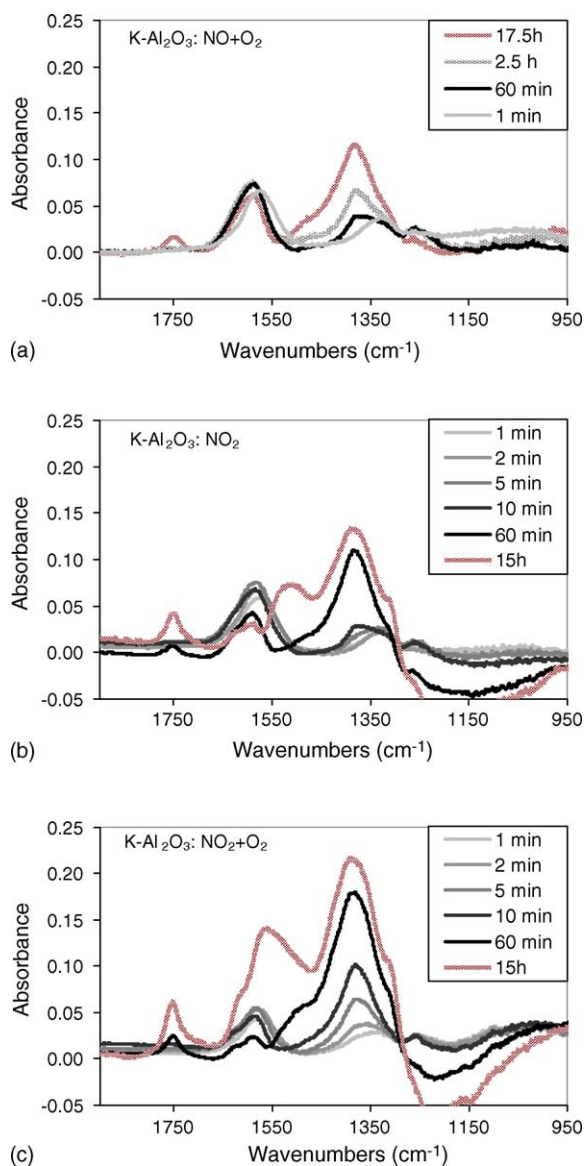 K-Al₂O₃: NO+O₂
17.5h
2.5 h
60 min
1 min
0.25
0.20
0.15
0.10
0.05
0.00
-0.05
Absorbance
1750 1550 1350 1150 950
Wavenumbers (cm⁻¹)
(a)
K-Al₂O₃: NO₂
1 min
2 min
5 min
10 min
60 min
15h
0.25
0.20
0.15
0.10
0.05
0.00
-0.05
Absorbance
1750 1550 1350 1150 950
Wavenumbers (cm⁻¹)
(b)
K-Al₂O₃: NO₂+O₂
1 min
2 min
5 min
10 min
60 min
15h
0.25
0.20
0.15
0.10
0.05
0.00
-0.05
Absorbance
1750 1550 1350 1150 950
Wavenumbers (cm⁻¹)
(c)